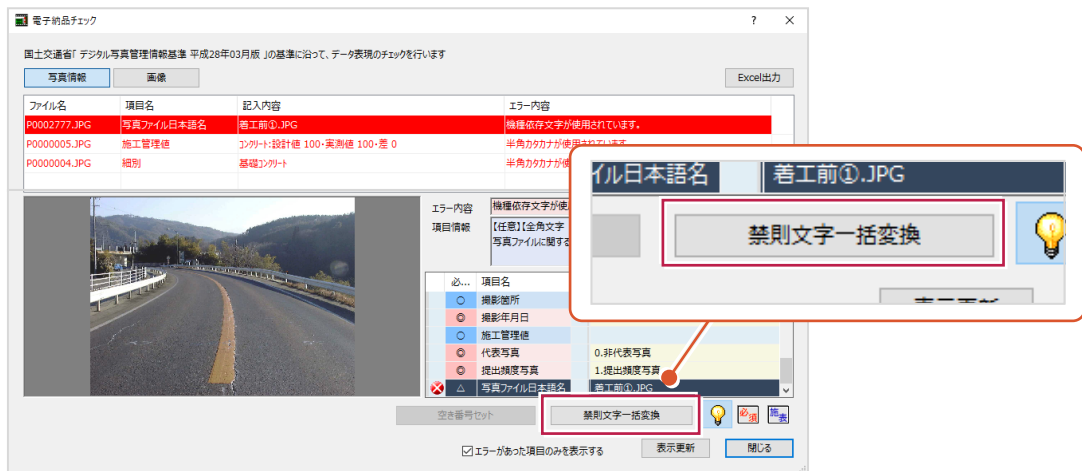 電子納品チェック
?
×
国土交通省「 デジタル写真管理情報基準 平成28年03月版 」の基準に沿って、データ表現のチェックを行います
写真情報 画像 Excel出力
ファイル名 項目名 記入内容 エラー内容
P0002777.JPG 写真ファイル日本語名 着工前①.JPG 機種依存文字が使用されています。
P0000005.JPG 施工管理値 ｺﾝｸﾘｰﾄ:設計値 100・実測値 100・差 0 半角カタカナが使用されています
P0000004.JPG 細別 基礎ｺﾝｸﾘｰﾄ 半角カタカナが使
イル日本語名 着工前①.JPG
禁則文字一括変換
エラー内容 機種依存文字が使
項目情報 【任意】【全角文字
写真ファイルに関する
必... 項目名
○ 撮影箇所
◎ 撮影年月日
○ 施工管理値
◎ 代表写真 0.非代表写真
◎ 提出頻度写真 1.提出頻度写真
△ 写真ファイル日本語名 着工前①.JPG
空き番号セット 禁則文字一括変換 必須 施表
エラーがあった項目のみを表示する 表示更新 閉じる